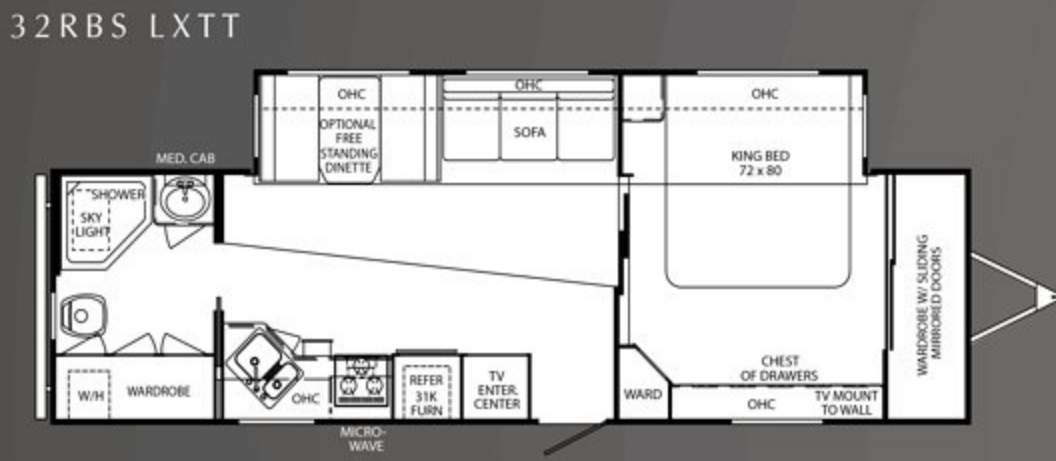 32RBS LXTT
OHC
OHC
OHC
OPTIONAL
FREE
STANDING
DINETTE
SOFA
KING BED
72 x 80
MED. CAB
SHOWER
SKY
LIGHT
WARDROBE W/ SLIDING
MIRRORED DOORS
W/H
WARDROBE
OHC
REFER
31K
FURN
TV
ENTER.
CENTER
WARD
CHEST
OF DRAWERS
OHC
TV MOUNT
TO WALL
MICRO-
WAVE